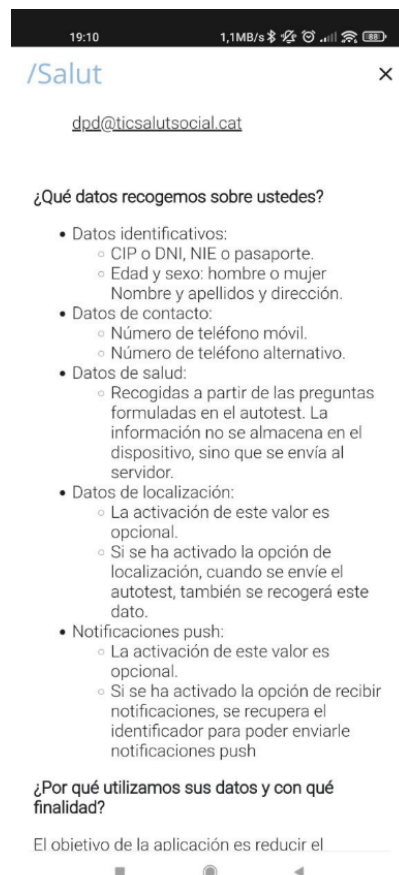 19:10
1,1MB/s
88
/Salut
dpd@ticsalutsocial.cat
¿Qué datos recogemos sobre ustedes?
• Datos identificativos:
◦ CIP o DNI, NIE o pasaporte.
◦ Edad y sexo: hombre o mujer
Nombre y apellidos y dirección.
• Datos de contacto:
◦ Número de teléfono móvil.
◦ Número de teléfono alternativo.
• Datos de salud:
◦ Recogidas a partir de las preguntas
formuladas en el autotest. La
información no se almacena en el
dispositivo, sino que se envía al
servidor.
• Datos de localización:
◦ La activación de este valor es
opcional.
◦ Si se ha activado la opción de
localización, cuando se envíe el
autotest, también se recogerá este
dato.
• Notificaciones push:
◦ La activación de este valor es
opcional.
◦ Si se ha activado la opción de recibir
notificaciones, se recupera el
identificador para poder enviarle
notificaciones push
¿Por qué utilizamos sus datos y con qué
finalidad?
El objetivo de la aplicación es reducir el